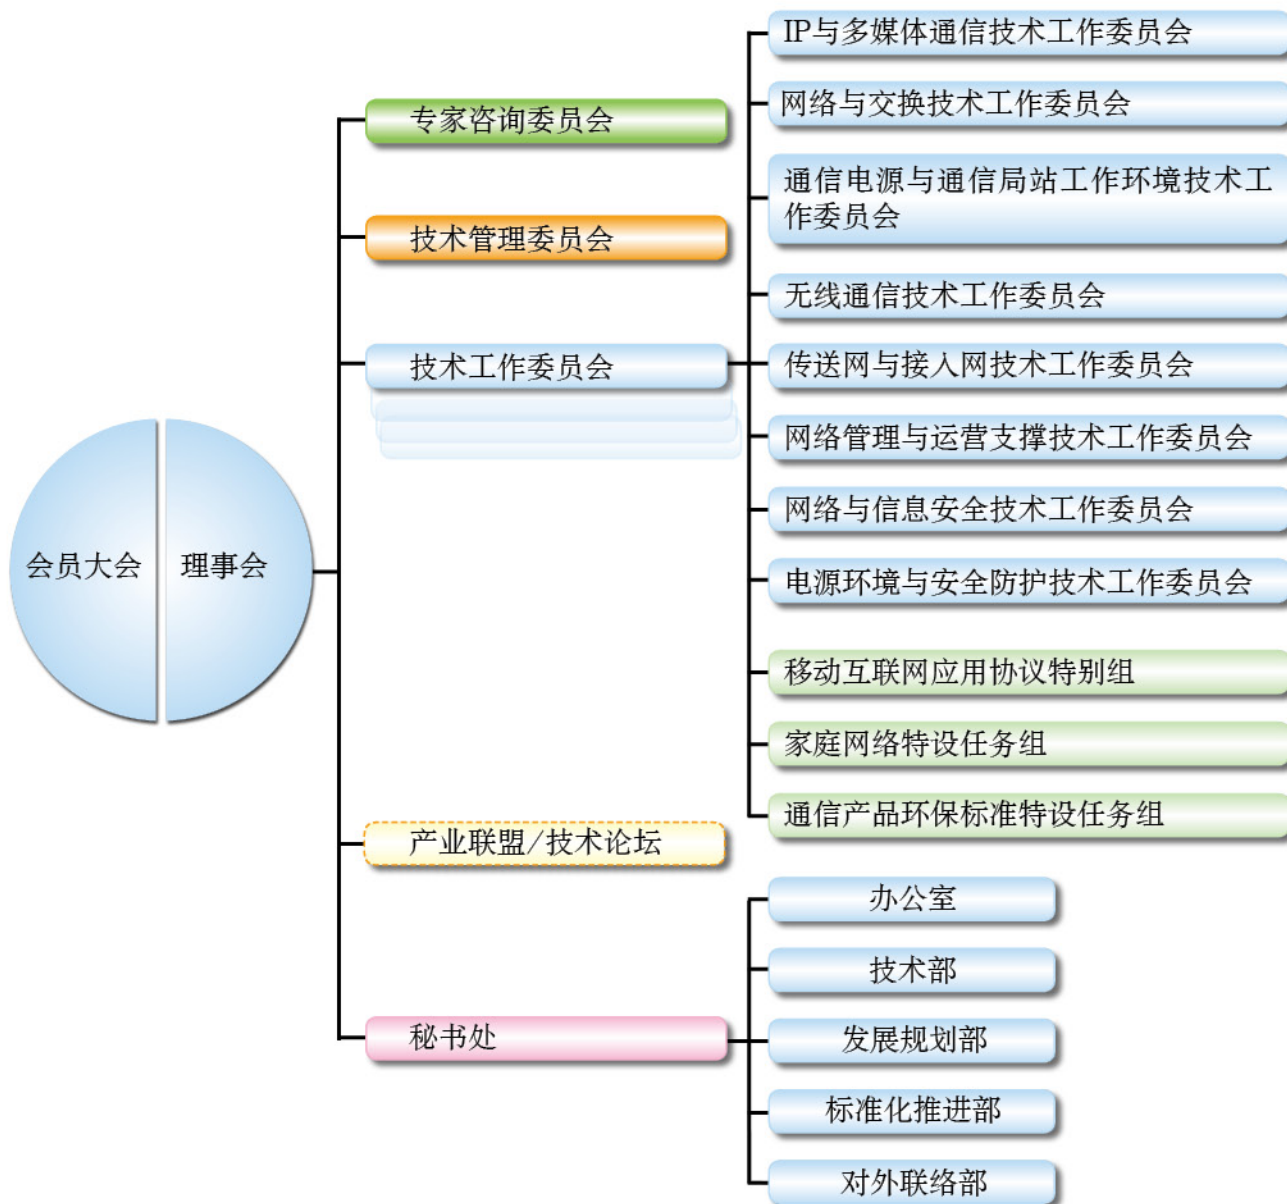 会员大会
理事会
专家咨询委员会
技术管理委员会
技术工作委员会
产业联盟/技术论坛
秘书处
IP与多媒体通信技术工作委员会
网络与交换技术工作委员会
通信电源与通信局站工作环境技术工
作委员会
无线通信技术工作委员会
传送网与接入网技术工作委员会
网络管理与运营支撑技术工作委员会
网络与信息安全技术工作委员会
电源环境与安全防护技术工作委员会
移动互联网应用协议特别组
家庭网络特设任务组
通信产品环保标准特设任务组
办公室
技术部
发展规划部
标准化推进部
对外联络部